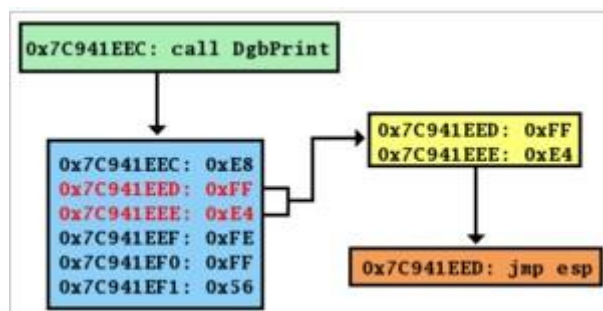 0x7C941EEC: call DgbPrint
0x7C941EEC: 0xE8
0x7C941EED: 0xFF
0x7C941EEE: 0xE4
0x7C941EEF: 0xFE
0x7C941EF0: 0xFF
0x7C941EF1: 0x56
0x7C941EED: 0xFF
0x7C941EEE: 0xE4
0x7C941EED: jmp esp